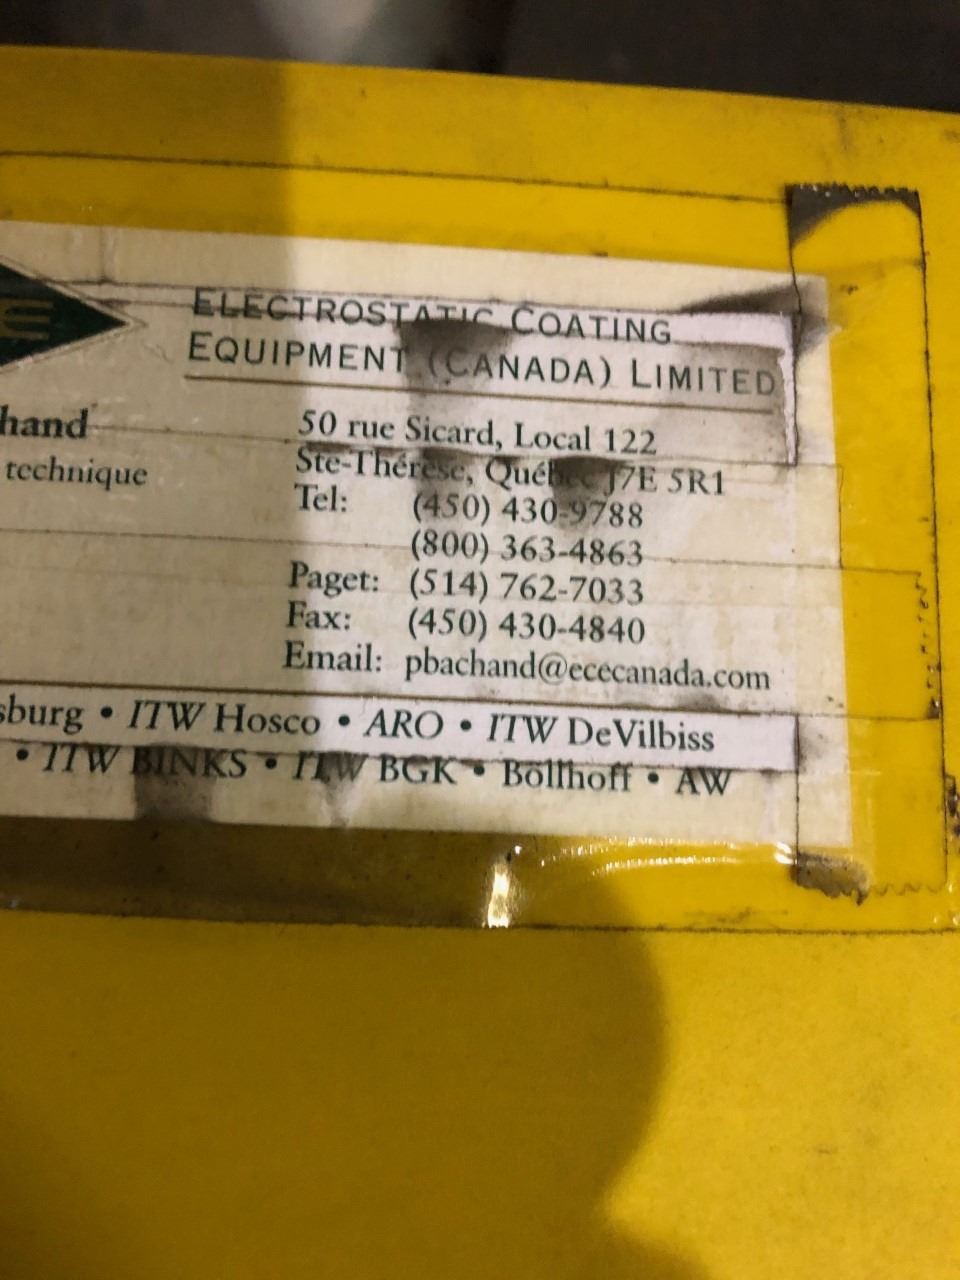 ELECTROSTATIC COATING
EQUIPMENT (CANADA) LIMITED
hand
technique
50 rue Sicard, Local 122
Ste-Thérèse, Québec J7E 5R1
Tel: (450) 430-9788
(800) 363-4863
Paget: (514) 762-7033
Fax: (450) 430-4840
Email: pbachand@ececanada.com
sburg • ITW Hosco • ARO • ITW DeVilbiss
• ITW BINKS • ITW BGK • Böllhoff • AW